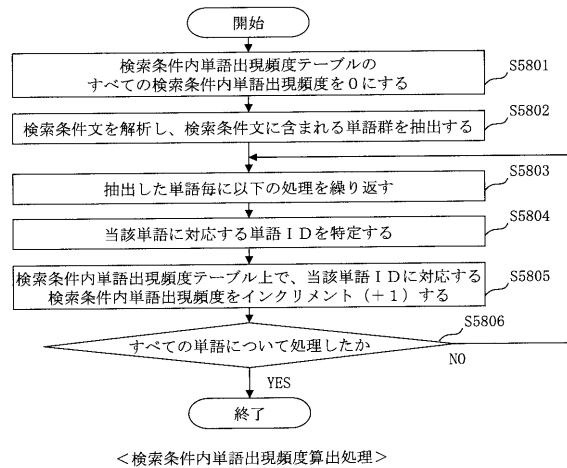 開始
検索条件内単語出現頻度テーブルの
すべての検索条件内単語出現頻度を0にする
S5801
検索条件文を解析し、検索条件文に含まれる単語群を抽出する
S5802
抽出した単語毎に以下の処理を繰り返す
S5803
当該単語に対応する単語ＩＤを特定する
S5804
検索条件内単語出現頻度テーブル上で、当該単語ＩＤに対応する
検索条件内単語出現頻度をインクリメント（＋１）する
S5805
すべての単語について処理したか
S5806
NO
YES
終了
＜検索条件内単語出現頻度算出処理＞